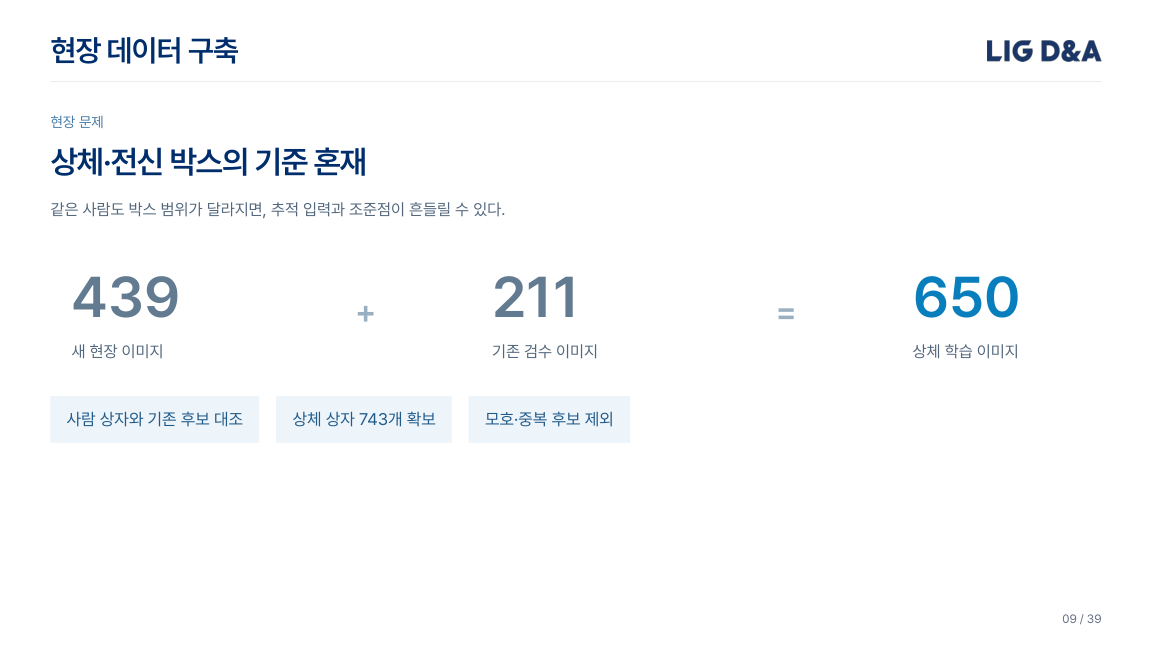 현장 데이터 구축
LIG D&A
현장 문제
상체·전신 박스의 기준 혼재
같은 사람도 박스 범위가 달라지면, 추적 입력과 조준점이 흔들릴 수 있다.
439 + 211 = 650
새 현장 이미지 기존 검수 이미지 상체 학습 이미지
사람 상자와 기존 후보 대조 상체 상자 743개 확보 모호·중복 후보 제외
09 / 39